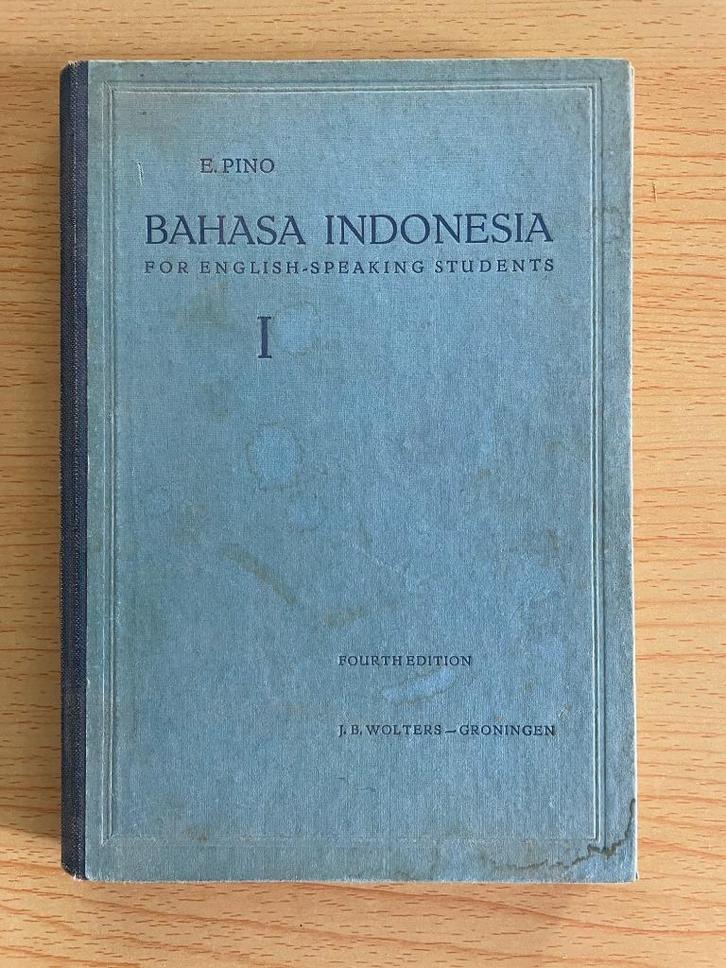 E. PINO
BAHASA INDONESIA
FOR ENGLISH-SPEAKING STUDENTS
I
FOURTH EDITION
J. B. WOLTERS — GRONINGEN